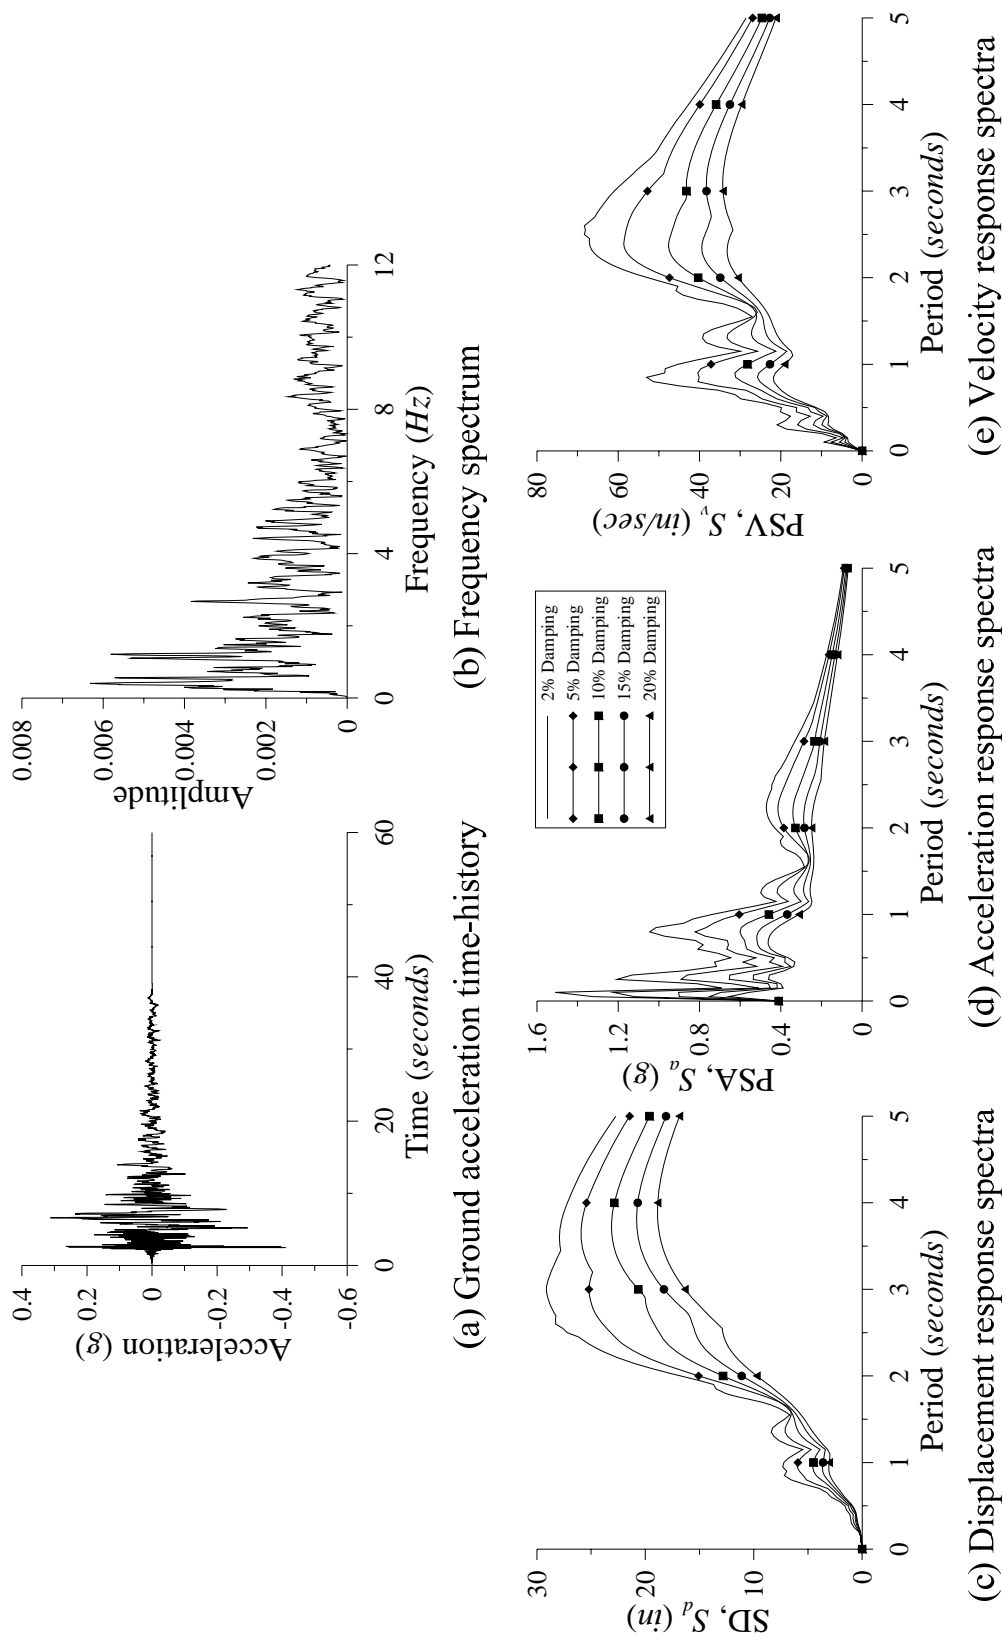 0.4
0.2
0
-0.2
-0.4
-0.6
Acceleration (g)
0
20
40
60
Time (seconds)
(a) Ground acceleration time-history
0.008
0.006
0.004
0.002
0
Amplitude
0
4
8
12
Frequency (Hz)
(b) Frequency spectrum
30
20
10
0
SD, S_d (in)
0
1
2
3
4
5
Period (seconds)
(c) Displacement response spectra
1.6
1.2
0.8
0.4
0
PSA, S_a (g)
2% Damping
5% Damping
10% Damping
15% Damping
20% Damping
0
1
2
3
4
5
Period (seconds)
(d) Acceleration response spectra
80
60
40
20
0
PSV, S_v (in/sec)
0
1
2
3
4
5
Period (seconds)
(e) Velocity response spectra